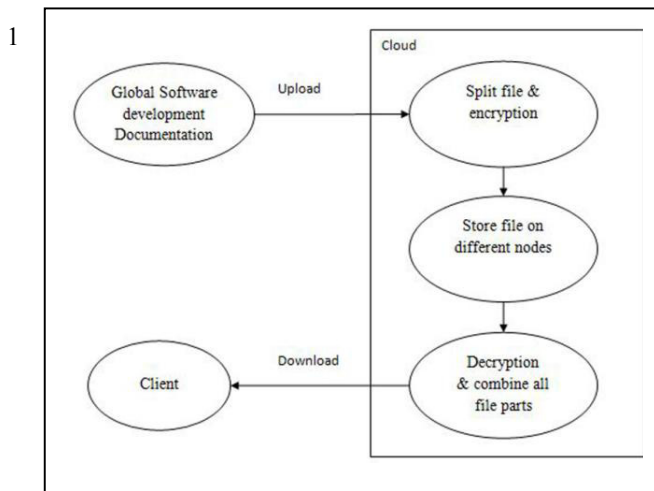 1
Cloud
Global Software
development
Documentation
Upload
Split file &
encryption
Store file on
different nodes
Client
Download
Decryption
& combine all
file parts